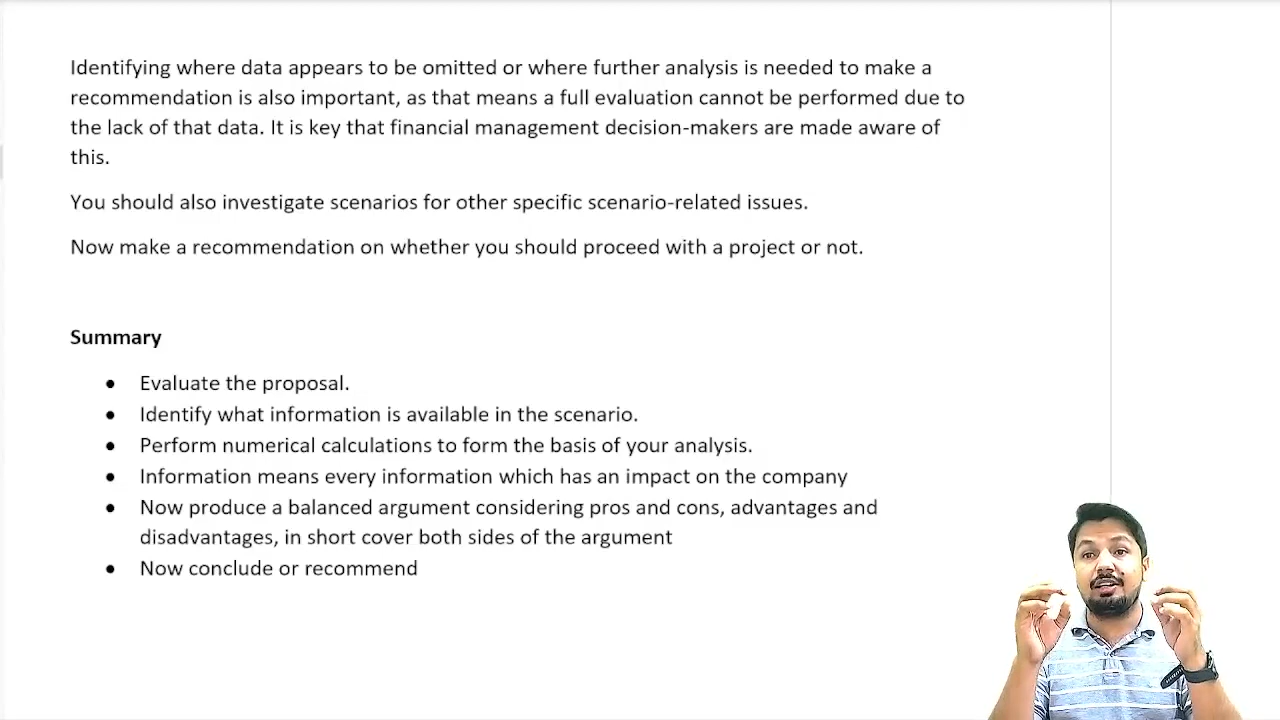 Identifying where data appears to be omitted or where further analysis is needed to make a
recommendation is also important, as that means a full evaluation cannot be performed due to
the lack of that data. It is key that financial management decision-makers are made aware of
this.
You should also investigate scenarios for other specific scenario-related issues.
Now make a recommendation on whether you should proceed with a project or not.
Summary
• Evaluate the proposal.
• Identify what information is available in the scenario.
• Perform numerical calculations to form the basis of your analysis.
• Information means every information which has an impact on the company
• Now produce a balanced argument considering pros and cons, advantages and
disadvantages, in short cover both sides of the argument
• Now conclude or recommend